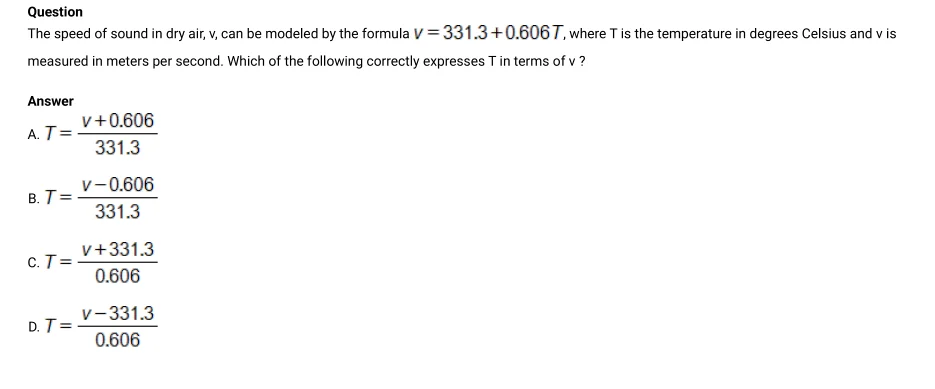 Question
The speed of sound in dry air, v, can be modeled by the formula v = 331.3+0.606T, where T is the temperature in degrees Celsius and v is
measured in meters per second. Which of the following correctly expresses T in terms of v ?
Answer
A. T = (v+0.606)/331.3
B. T = (v−0.606)/331.3
C. T = (v+331.3)/0.606
D. T = (v−331.3)/0.606